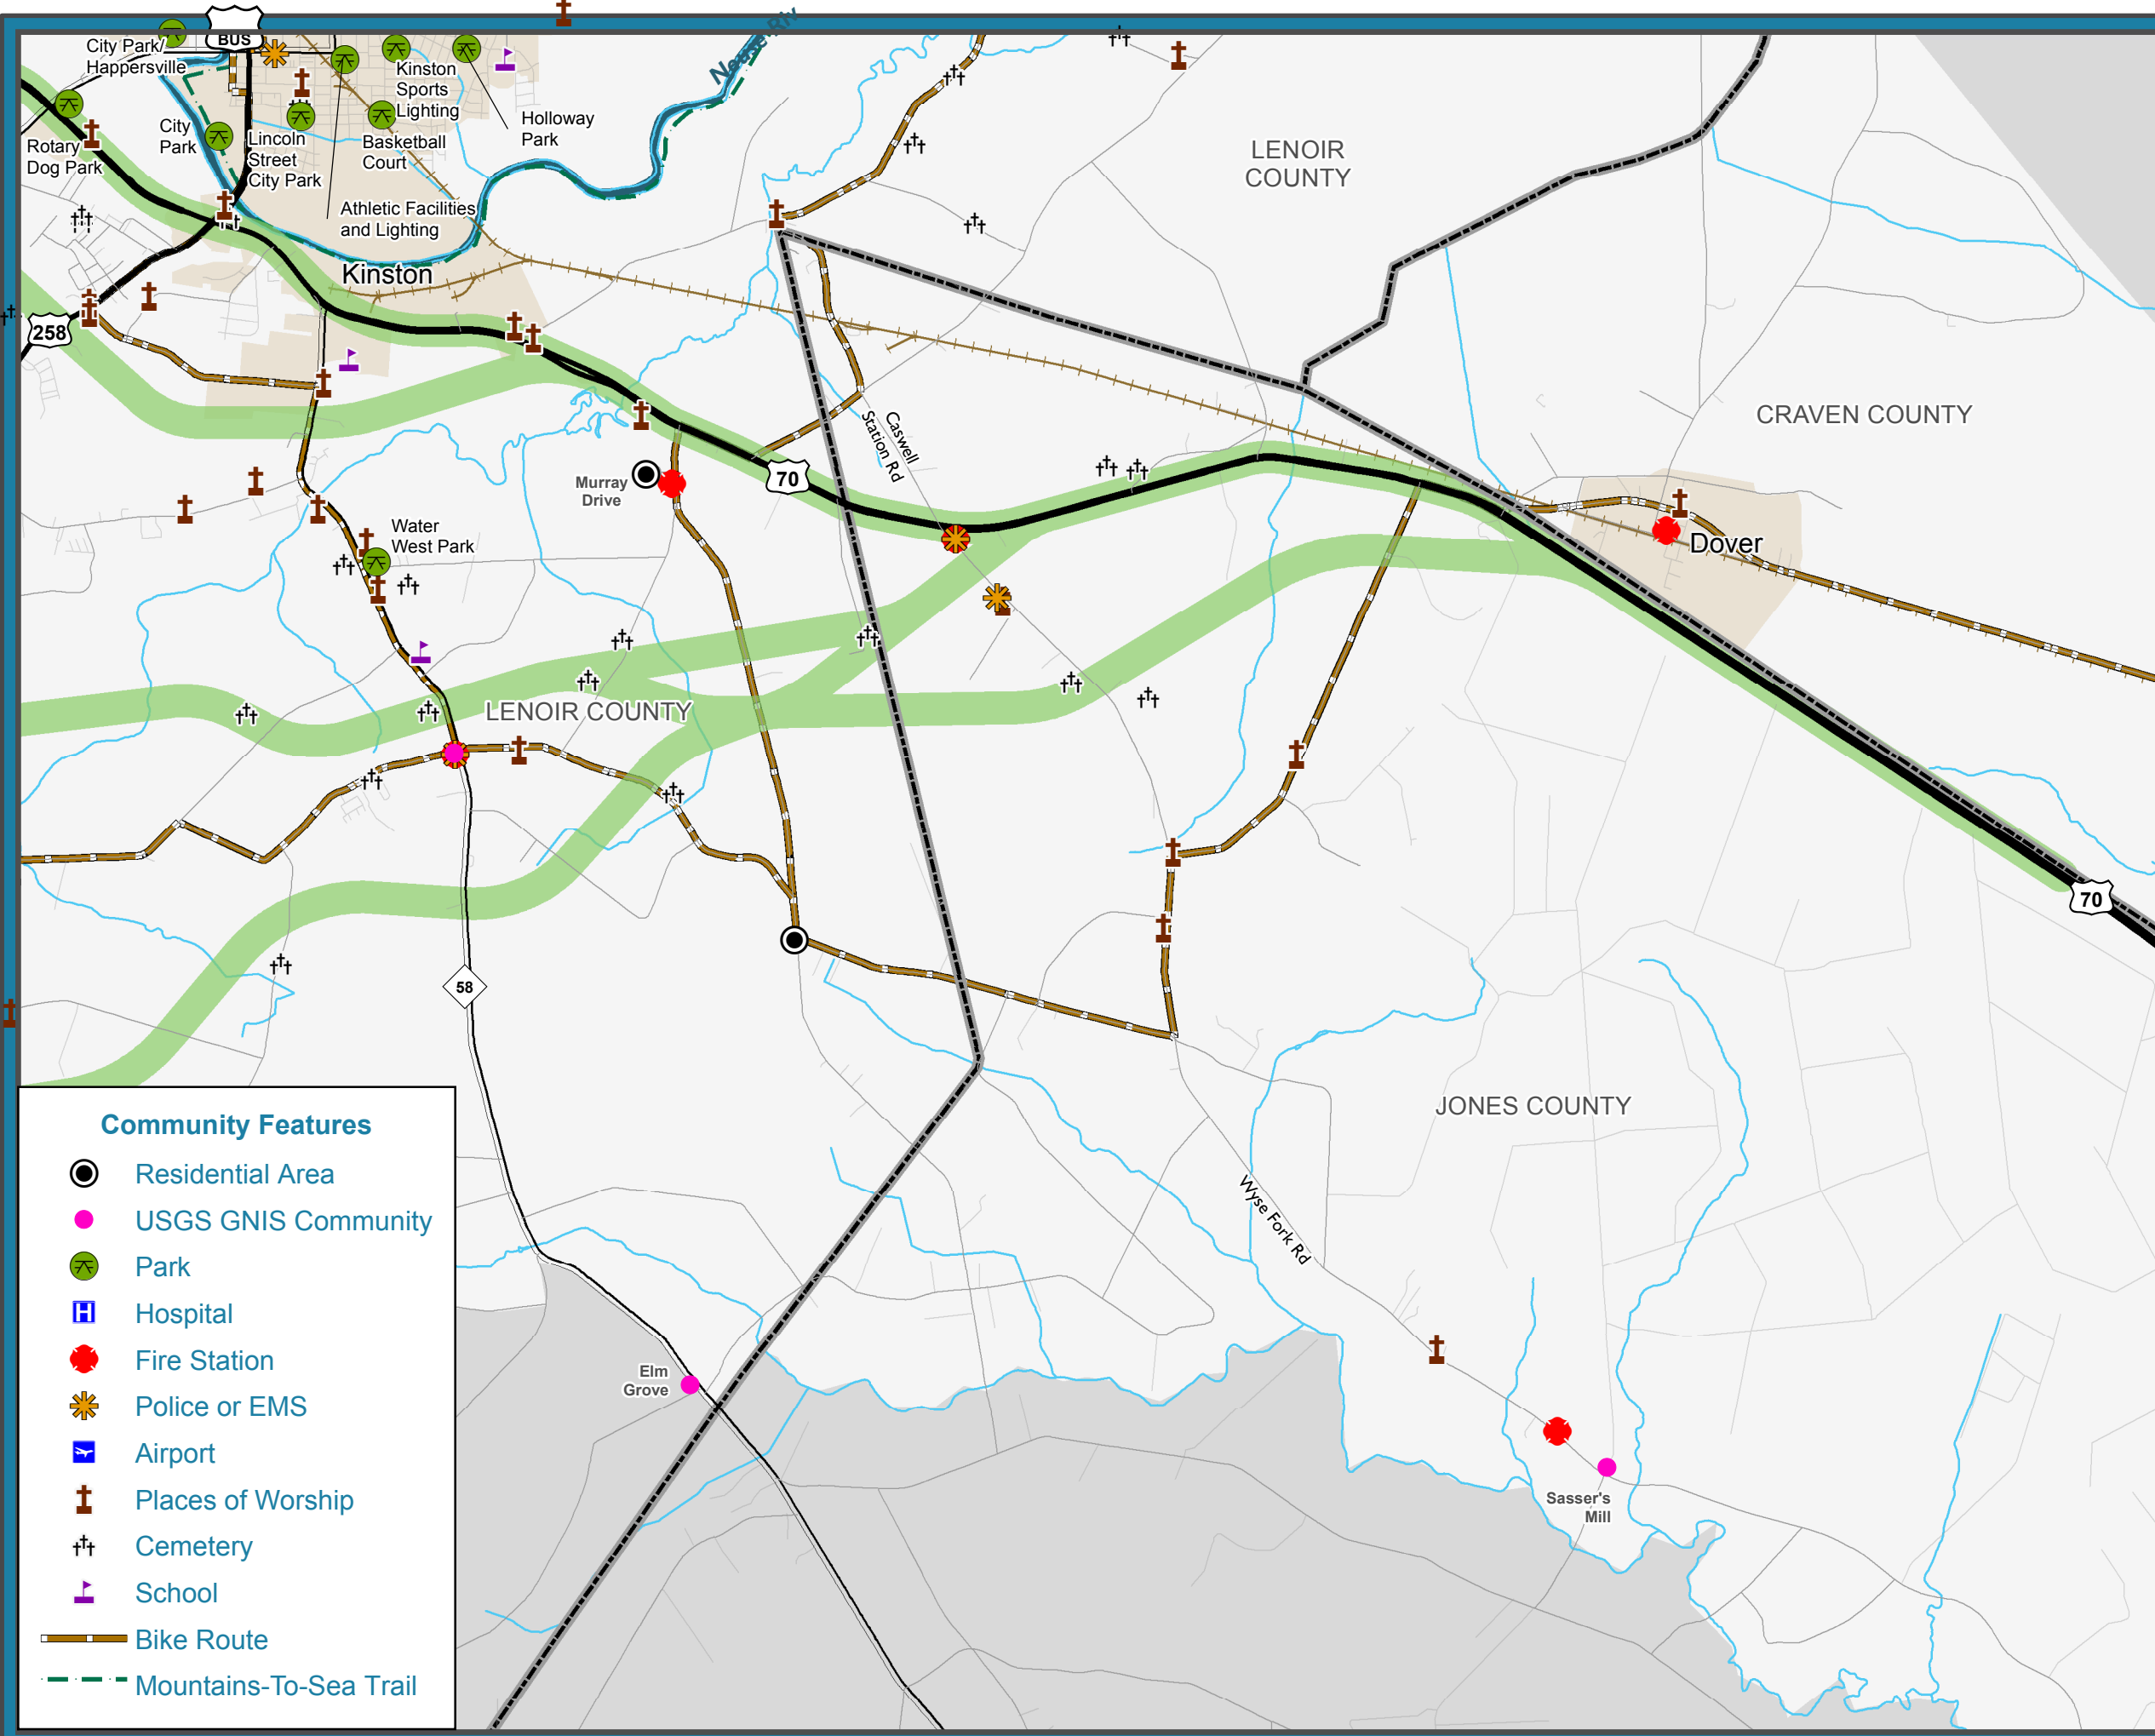 BUS
City Park/
Happersville
Neuse Riv
Kinston
Sports
Lighting
Holloway
Park
City
Park
Lincoln
Street
City Park
Basketball
Court
Rotary
Dog Park
Athletic Facilities
and Lighting
LENOIR
COUNTY
Kinston
258
CRAVEN COUNTY
Caswell
Station Rd
70
Murray
Drive
Water
West Park
Dover
LENOIR COUNTY
70
58
JONES COUNTY
Wyse Fork Rd
Elm
Grove
Sasser's
Mill
Community Features
Residential Area
USGS GNIS Community
Park
H
Hospital
Fire Station
Police or EMS
Airport
Places of Worship
Cemetery
School
Bike Route
Mountains-To-Sea Trail